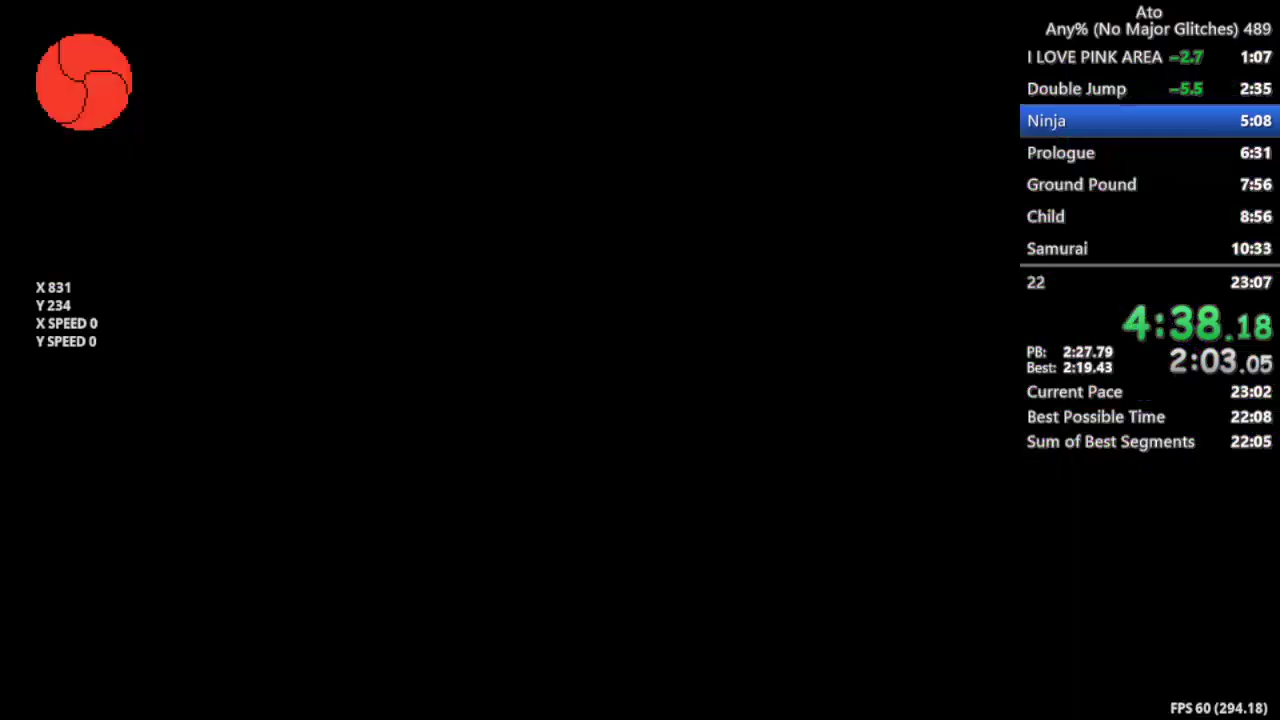 Ato
Any% (No Major Glitches) 489
I LOVE PINK AREA -2.7 1:07
Double Jump -5.5 2:35
Ninja 5:08
Prologue 6:31
Ground Pound 7:56
Child 8:56
Samurai 10:33
22 23:07
X 831
Y 234
X SPEED 0
Y SPEED 0
4:38.18
PB: 2:27.79
Best: 2:19.43
2:03.05
Current Pace 23:02
Best Possible Time 22:08
Sum of Best Segments 22:05
FPS 60 (294.18)